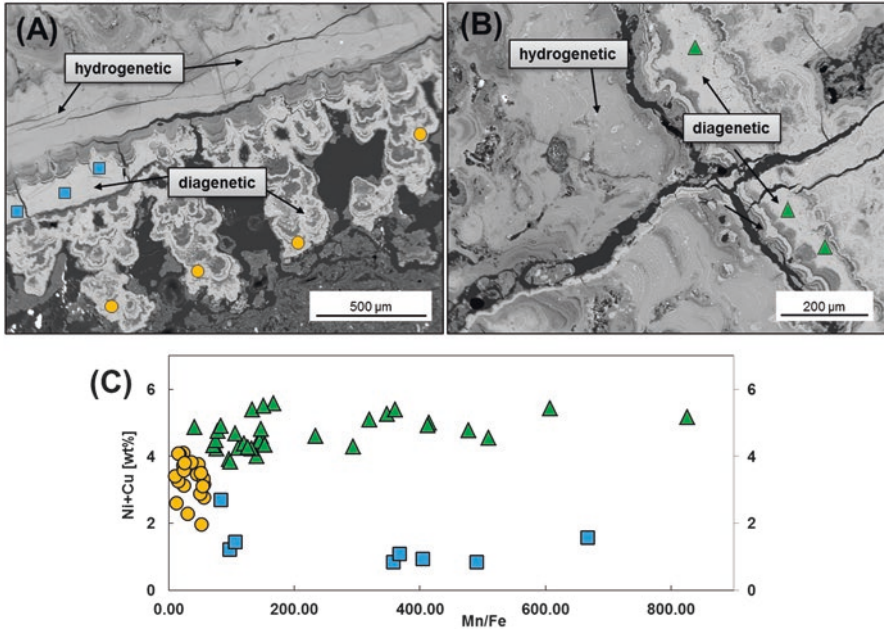 (A)
hydrogenetic
diagenetic
500 µm
(B)
hydrogenetic
diagenetic
200 µm
(C)
Ni+Cu [wt%]
6
4
2
0
6
4
2
0
0.00 200.00 400.00 600.00 800.00
Mn/Fe